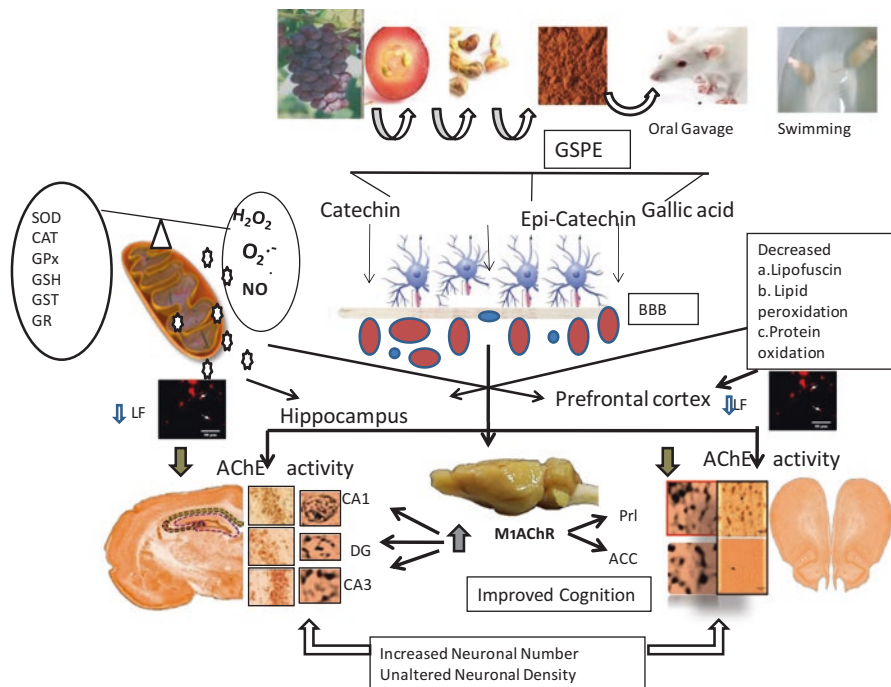 Oral Gavage
Swimming
GSPE
Catechin
Epi-Catechin
Gallic acid
SOD
CAT
GPx
GSH
GST
GR
H2O2
O2·-
NO
BBB
Decreased
a.Lipofuscin
b. Lipid
peroxidation
c.Protein
oxidation
LF
Hippocampus
Prefrontal cortex
LF
AChE activity
AChE activity
CA1
DG
CA3
M1AChR
Prl
ACC
Improved Cognition
Increased Neuronal Number
Unaltered Neuronal Density